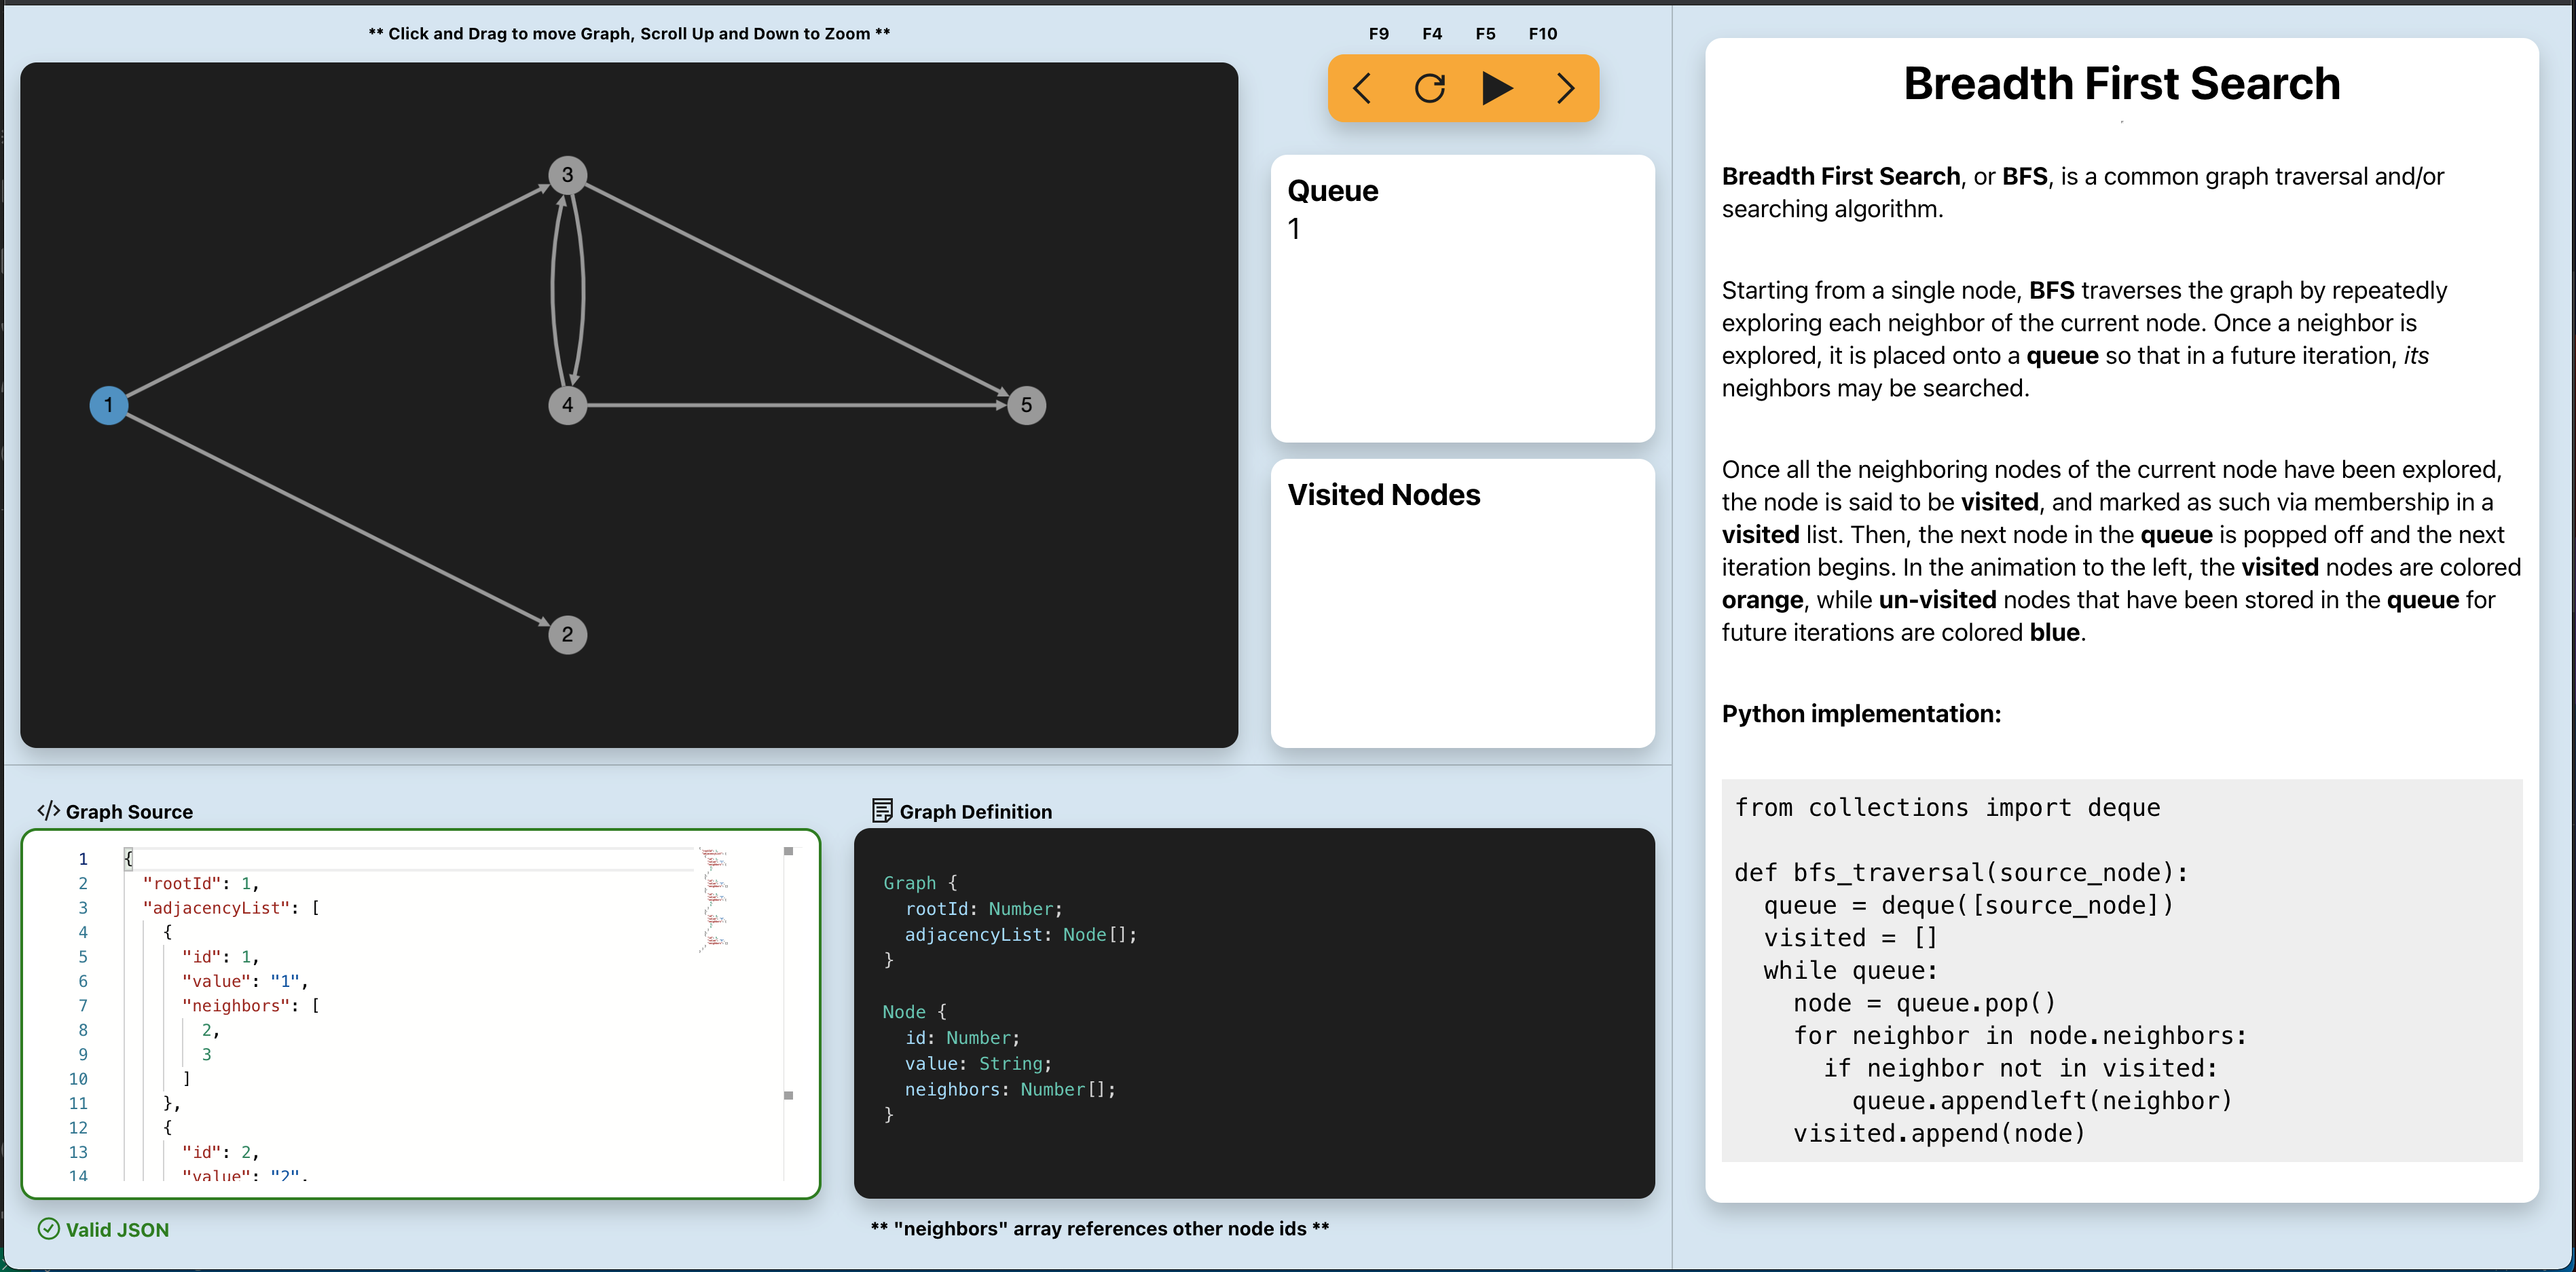 ** Click and Drag to move Graph, Scroll Up and Down to Zoom **
F9 F4 F5 F10
3
1
4
5
2
Queue
1
Visited Nodes
</> Graph Source
1 {
2 "rootId": 1,
3 "adjacencyList": [
4 {
5 "id": 1,
6 "value": "1",
7 "neighbors": [
8 2,
9 3
10 ]
11 },
12 {
13 "id": 2,
14 "value": "2",
Valid JSON
Graph Definition
Graph {
rootId: Number;
adjacencyList: Node[];
}
Node {
id: Number;
value: String;
neighbors: Number[];
}
** "neighbors" array references other node ids **
Breadth First Search
Breadth First Search, or BFS, is a common graph traversal and/or
searching algorithm.
Starting from a single node, BFS traverses the graph by repeatedly
exploring each neighbor of the current node. Once a neighbor is
explored, it is placed onto a queue so that in a future iteration, its
neighbors may be searched.
Once all the neighboring nodes of the current node have been explored,
the node is said to be visited, and marked as such via membership in a
visited list. Then, the next node in the queue is popped off and the next
iteration begins. In the animation to the left, the visited nodes are colored
orange, while un-visited nodes that have been stored in the queue for
future iterations are colored blue.
Python implementation:
from collections import deque
def bfs_traversal(source_node):
queue = deque([source_node])
visited = []
while queue:
node = queue.pop()
for neighbor in node.neighbors:
if neighbor not in visited:
queue.appendleft(neighbor)
visited.append(node)